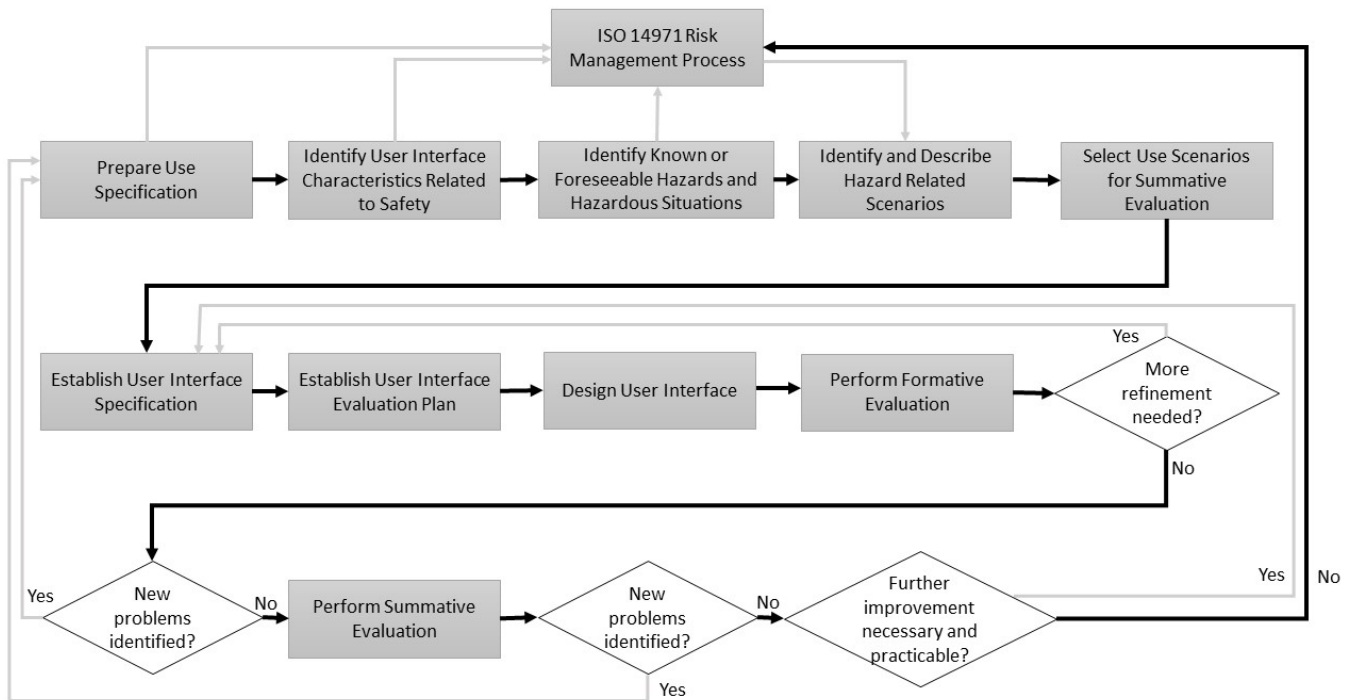 ISO 14971 Risk
Management Process
Prepare Use
Specification
Identify User Interface
Characteristics Related
to Safety
Identify Known or
Foreseeable Hazards and
Hazardous Situations
Identify and Describe
Hazard Related
Scenarios
Select Use Scenarios
for Summative
Evaluation
Establish User Interface
Specification
Establish User Interface
Evaluation Plan
Design User Interface
Perform Formative
Evaluation
Yes
More
refinement
needed?
No
Yes
New
problems
identified?
No
Perform Summative
Evaluation
New
problems
identified?
No
Yes
Further
improvement
necessary and
practicable?
Yes
No